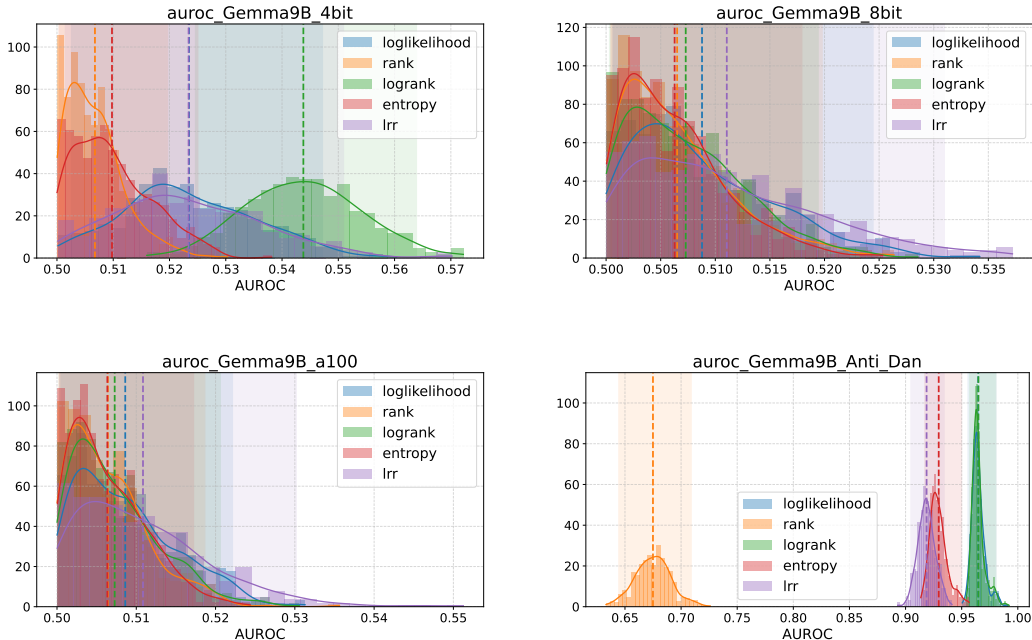 auroc_Gemma9B_4bit
100
80
60
40
20
0
loglikelihood
rank
logrank
entropy
lrr
0.50 0.51 0.52 0.53 0.54 0.55 0.56 0.57
AUROC
auroc_Gemma9B_8bit
120
100
80
60
40
20
0
loglikelihood
rank
logrank
entropy
lrr
0.500 0.505 0.510 0.515 0.520 0.525 0.530 0.535
AUROC
auroc_Gemma9B_a100
100
80
60
40
20
0
loglikelihood
rank
logrank
entropy
lrr
0.50 0.51 0.52 0.53 0.54 0.55
AUROC
auroc_Gemma9B_Anti_Dan
100
80
60
40
20
0
loglikelihood
rank
logrank
entropy
lrr
0.65 0.70 0.75 0.80 0.85 0.90 0.95 1.00
AUROC